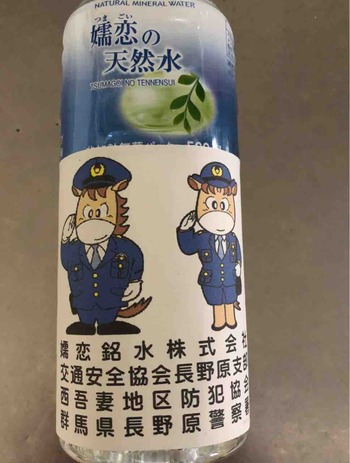 NATURAL MINERAL WATER
つま ごい
嬬恋の
天然水
TSUMAGOI NO TENNENSUI
嬬恋銘水株式会社
交通安全協会長野原支部
西吾妻地区防犯協会
群馬県長野原警察署